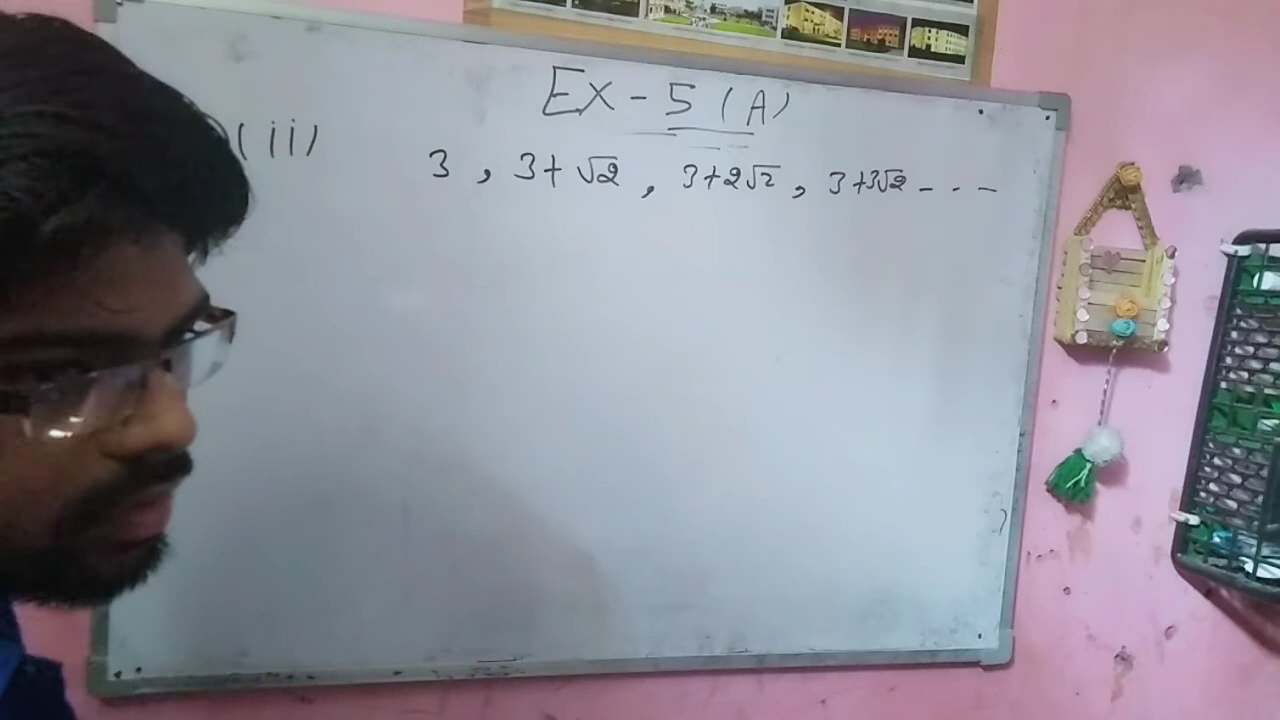 EX - 5 (A)
(ii) 3 , 3+√2 , 3+2√2 , 3+3√2 - - - -